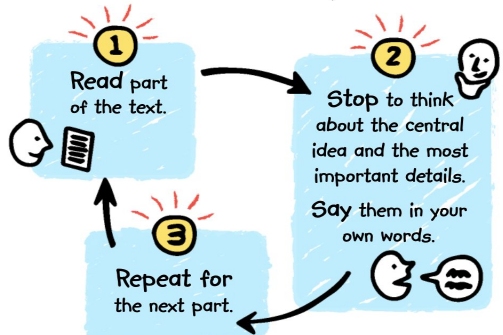 1
Read part
of the text.
2
Stop to think
about the central
idea and the most
important details.
Say them in your
own words.
3
Repeat for
the next part.